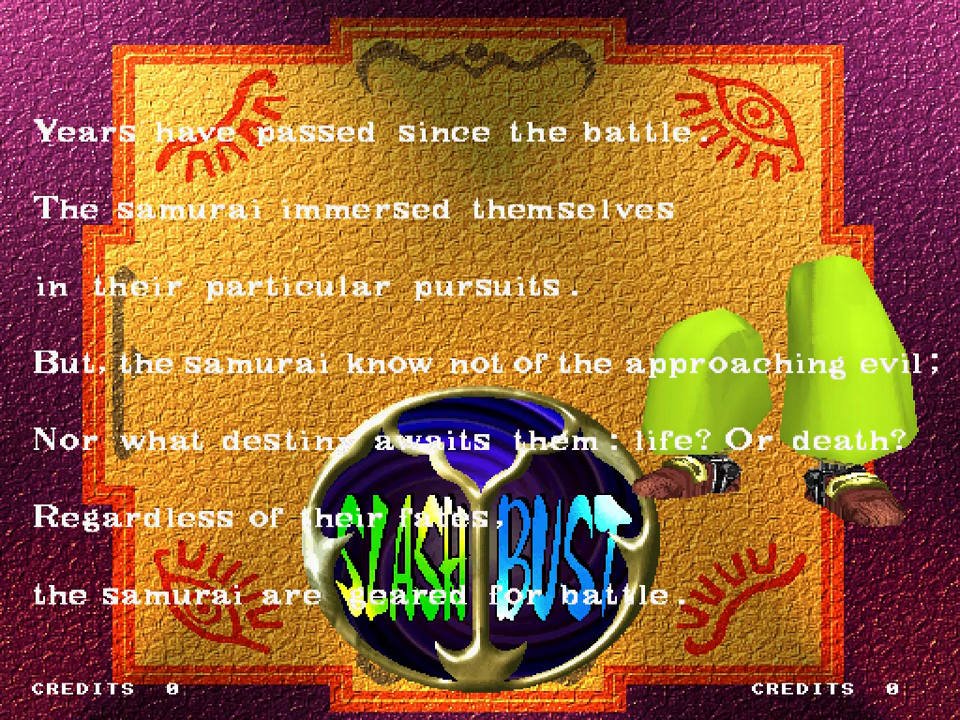 Years have passed since the battle.
The samurai immersed themselves
in their particular pursuits.
But, the samurai know not of the approaching evil;
Nor what destiny awaits them: life? Or death?
Regardless of their fates,
SLASH BUST
the samurai are geared for battle.
CREDITS 0 CREDITS 0